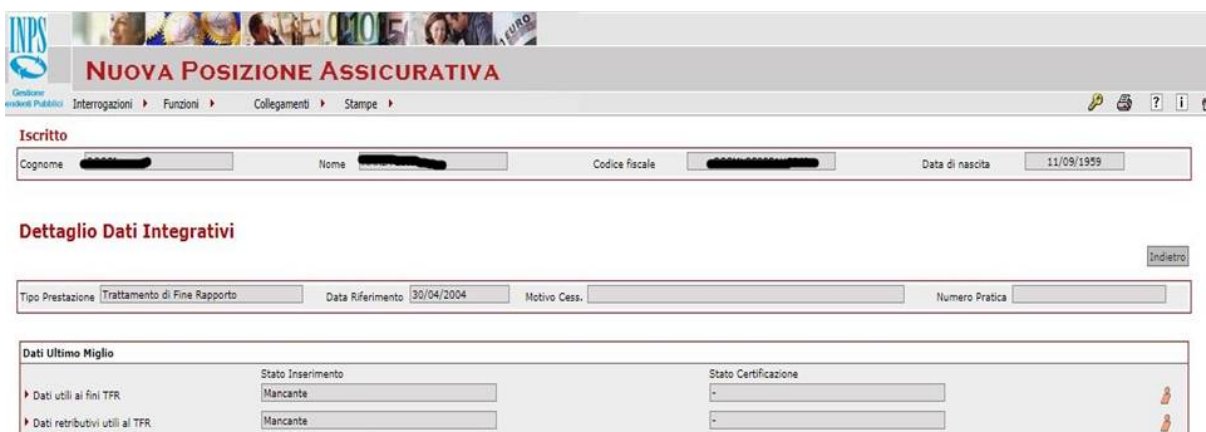 INPS
NUOVA POSIZIONE ASSICURATIVA
Gestione
Pubblici
Interrogazioni Funzioni Collegamenti Stampe ? i
Iscritto
Cognome Nome Codice fiscale Data di nascita 11/09/1959
Dettaglio Dati Integrativi
Indietro
Tipo Prestazione Trattamento di Fine Rapporto Data Riferimento 30/04/2004 Motivo Cess. Numero Pratica
Dati Ultimo Miglio
Stato Inserimento Stato Certificazione
Dati utili ai fini TFR Mancante -
Dati retributivi utili al TFR Mancante -